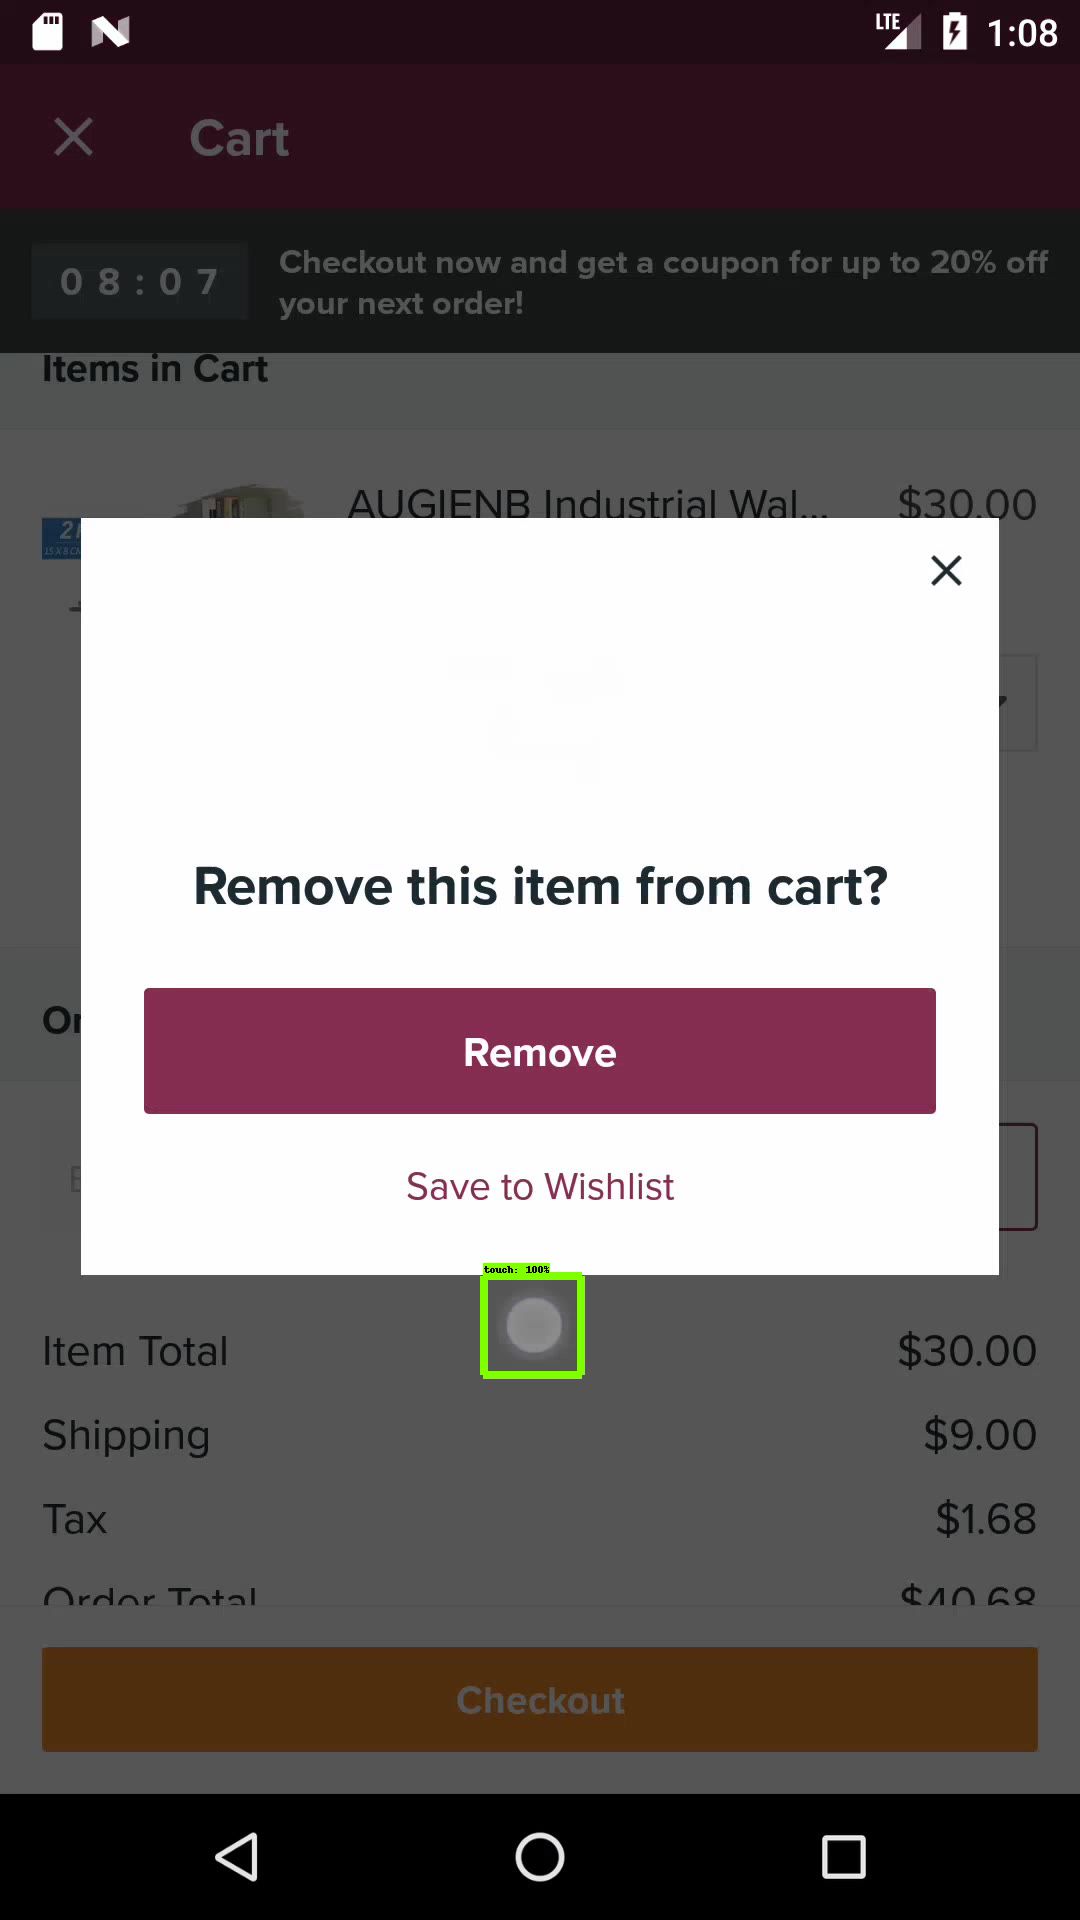 LTE 1:08
Cart
08:07
Checkout now and get a coupon for up to 20% off
your next order!
Items in Cart
AUGIENB Industrial Wal... $30.00
Remove this item from cart?
Remove
Save to Wishlist
touch: 100%
Item Total $30.00
Shipping $9.00
Tax $1.68
Order Total $40.68
Checkout